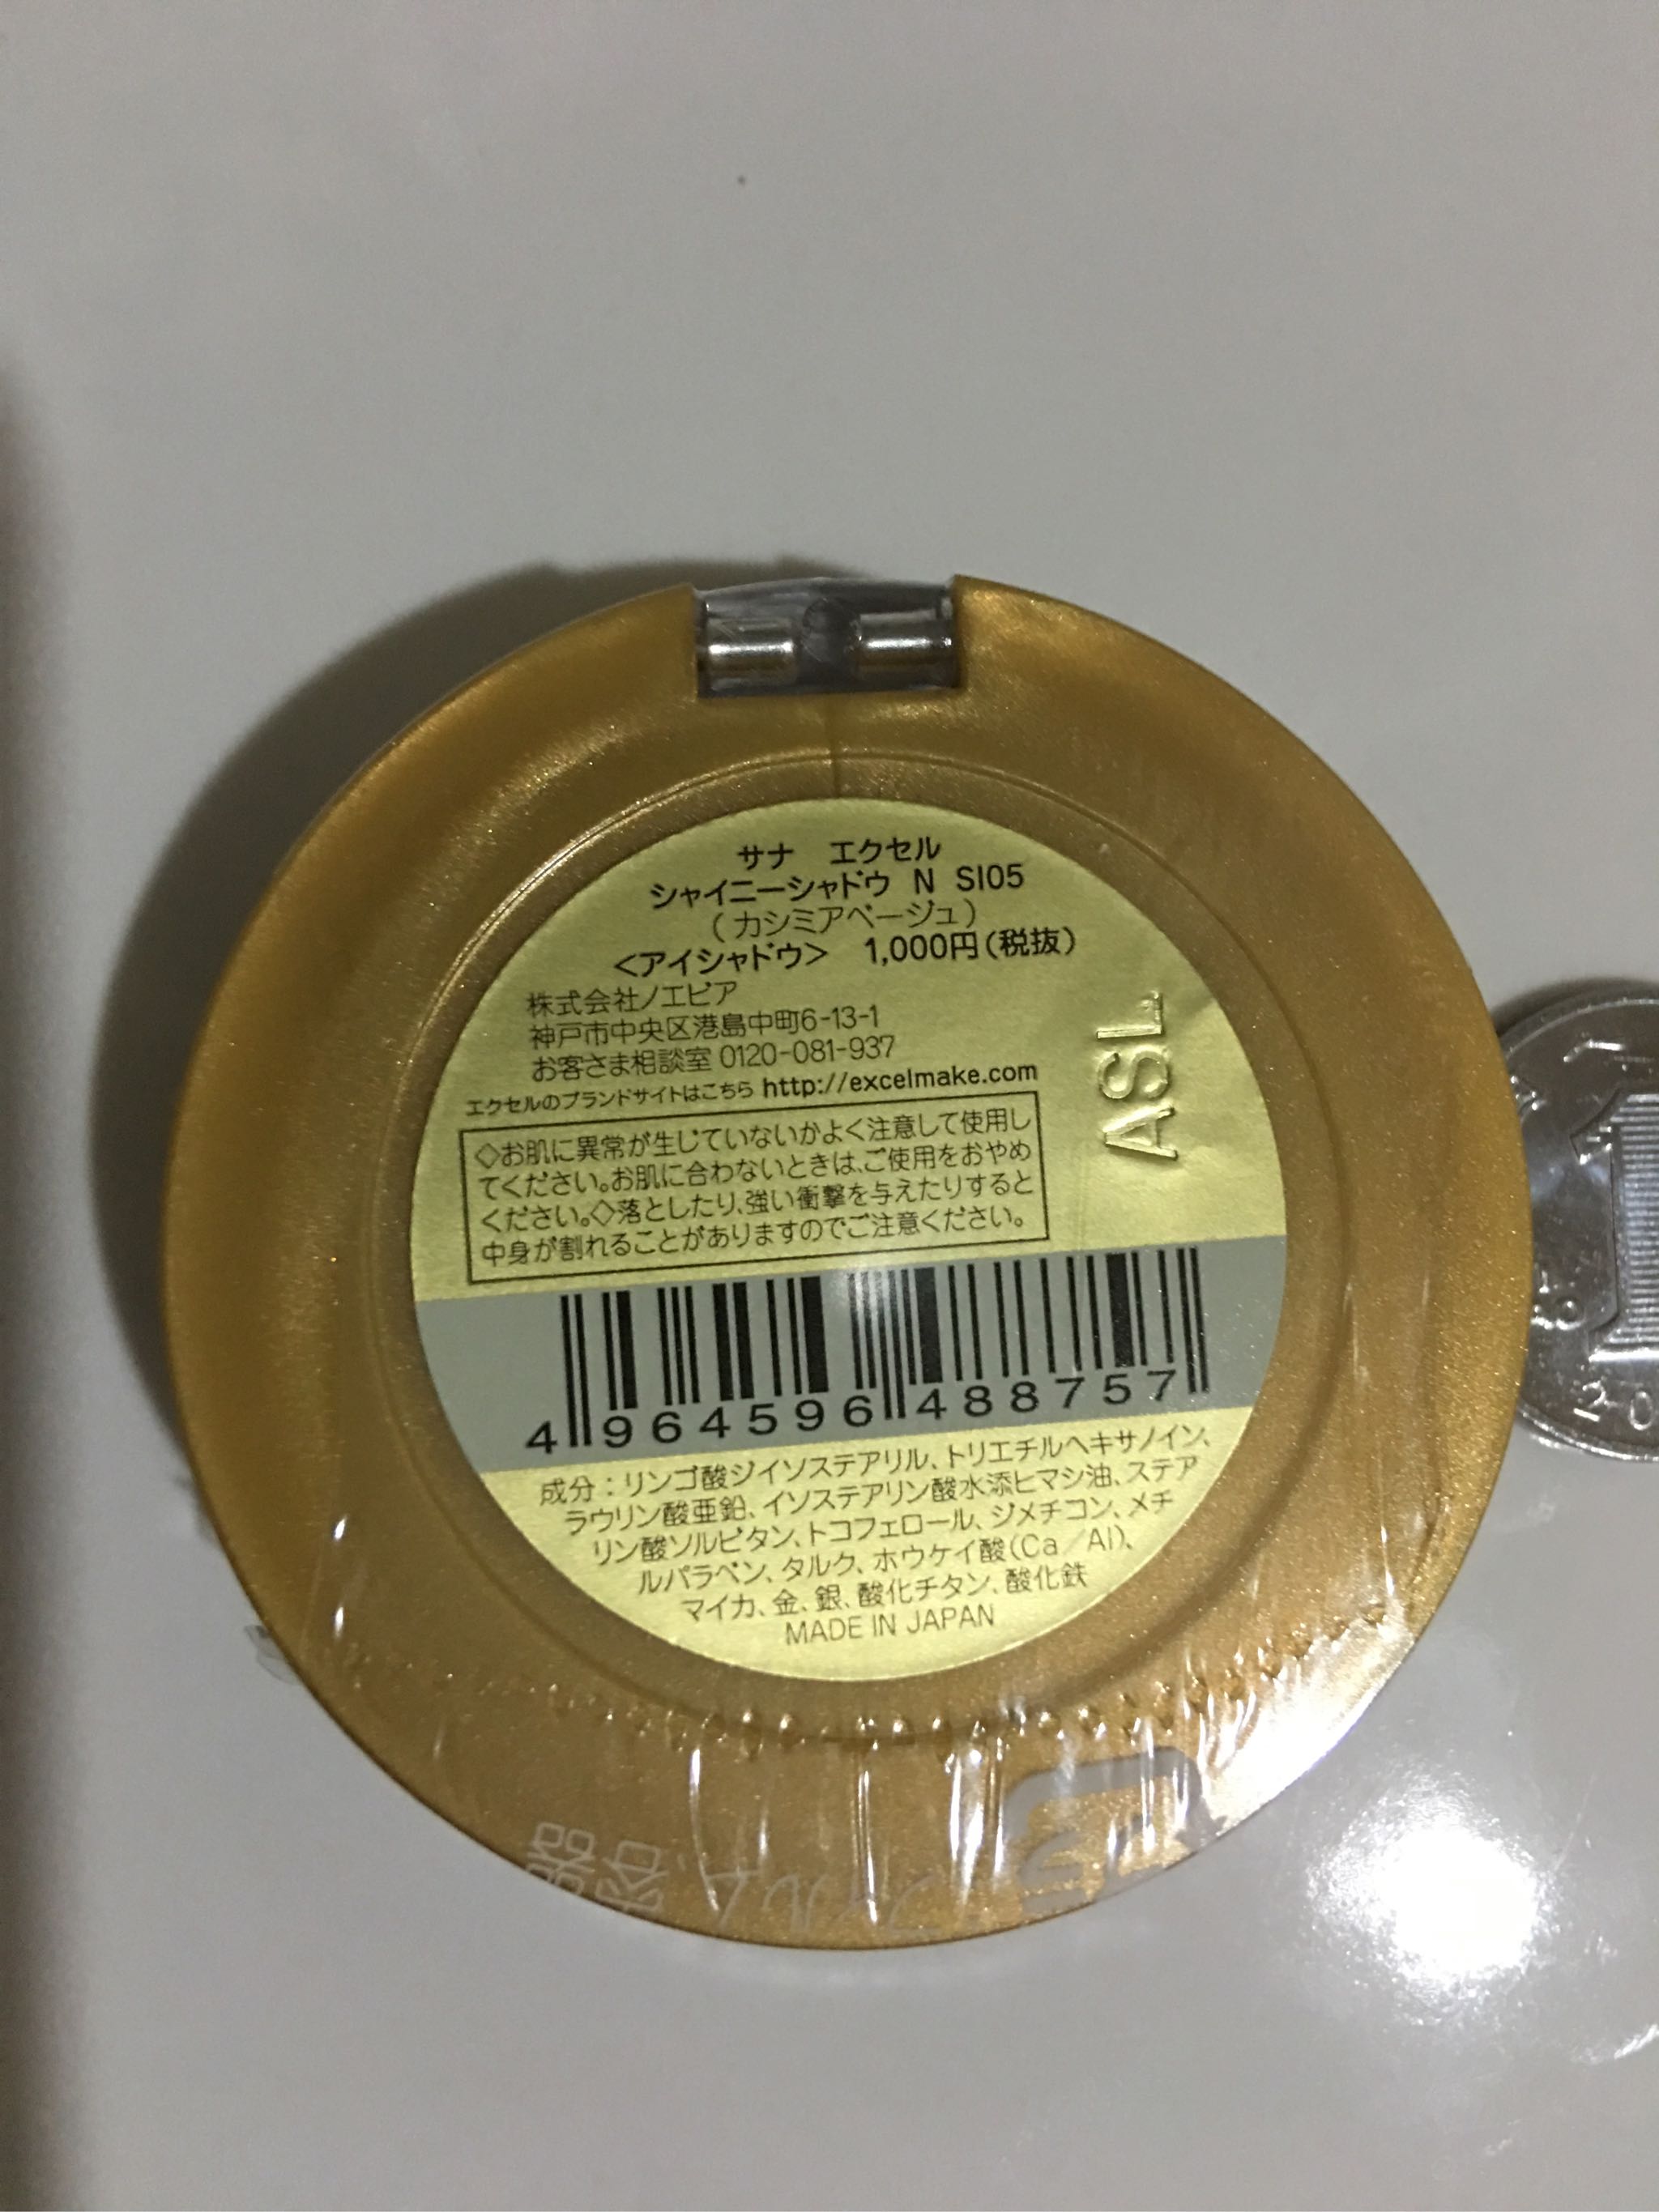 サナ エクセル
シャイニーシャドウ N SI05
(カシミアベージュ)
<アイシャドウ> 1,000円(税抜)
株式会社ノエビア
神戸市中央区港島中町6-13-1
お客さま相談室 0120-081-937
エクセルのブランドサイトはこちら http://excelmake.com
◇お肌に異常が生じていないかよく注意して使用し
てください。お肌に合わないときは、ご使用をおやめ
ください。◇落としたり、強い衝撃を与えたりすると
中身が割れることがありますのでご注意ください。
ASL
4 964596 488757
成分:リンゴ酸ジイソステアリル、トリエチルヘキサノイン、
ラウリン酸亜鉛、イソステアリン酸水添ヒマシ油、ステア
リン酸ソルビタン、トコフェロール、ジメチコン、メチ
ルパラベン、タルク、ホウケイ酸(Ca/Al)、
マイカ、金、銀、酸化チタン、酸化鉄
MADE IN JAPAN
フィルム、容器
1